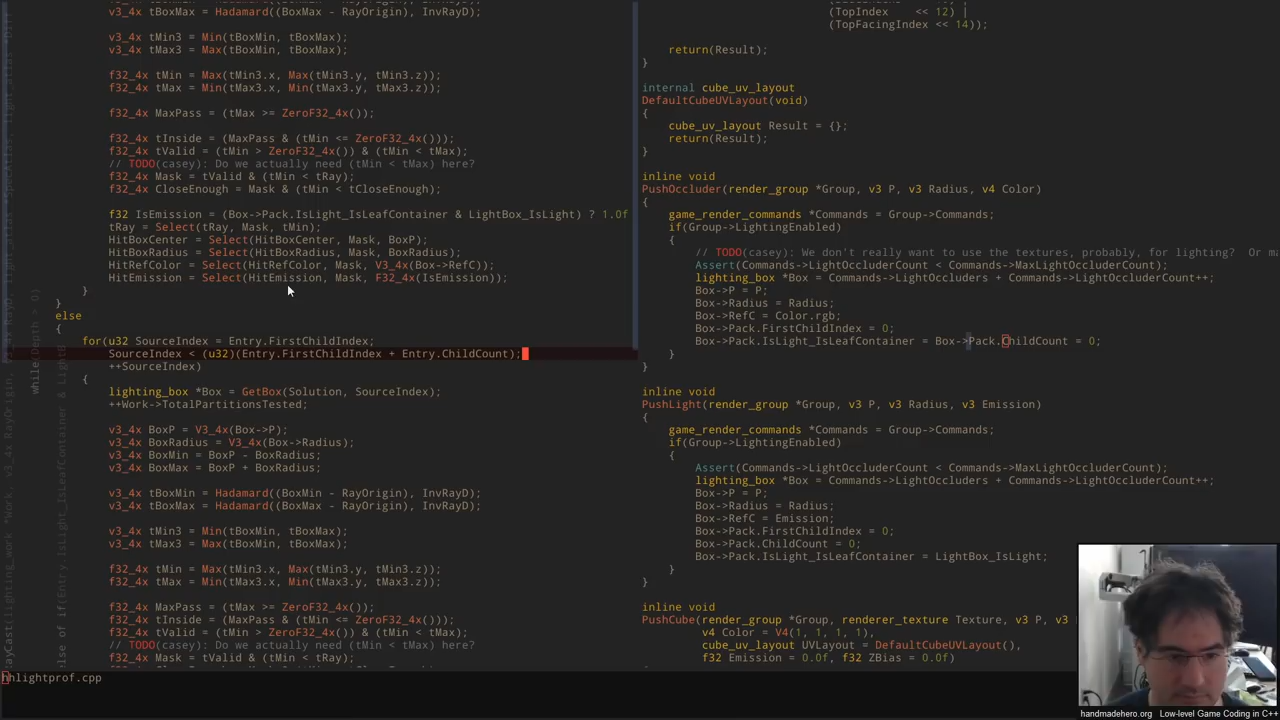 v3_4x tBoxMax = Hadamard((BoxMax - RayOrigin), InvRayD);
v3_4x tMin3 = Min(tBoxMin, tBoxMax);
v3_4x tMax3 = Max(tBoxMin, tBoxMax);
f32_4x tMin = Max(tMin3.x, Max(tMin3.y, tMin3.z));
f32_4x tMax = Min(tMax3.x, Min(tMax3.y, tMax3.z));
f32_4x MaxPass = (tMax >= ZeroF32_4x());
f32_4x tInside = (MaxPass & (tMin <= ZeroF32_4x()));
f32_4x tValid = (tMin > ZeroF32_4x()) & (tMin < tMax);
// TODO(casey): Do we actually need (tMin < tMax) here?
f32_4x Mask = tValid & (tMin < tRay);
f32_4x CloseEnough = Mask & (tMin < tCloseEnough);
f32 IsEmission = (Box->Pack.IsLight_IsLeafContainer & LightBox_IsLight) ? 1.0f
tRay = Select(tRay, Mask, tMin);
HitBoxCenter = Select(HitBoxCenter, Mask, BoxP);
HitBoxRadius = Select(HitBoxRadius, Mask, BoxRadius);
HitRefColor = Select(HitRefColor, Mask, V3_4x(Box->RefC));
HitEmission = Select(HitEmission, Mask, F32_4x(IsEmission));
}
}
else
{
for(u32 SourceIndex = Entry.FirstChildIndex;
SourceIndex < (u32)(Entry.FirstChildIndex + Entry.ChildCount);
++SourceIndex)
{
lighting_box *Box = GetBox(Solution, SourceIndex);
++Work->TotalPartitionsTested;
v3_4x BoxP = V3_4x(Box->P);
v3_4x BoxRadius = V3_4x(Box->Radius);
v3_4x BoxMin = BoxP - BoxRadius;
v3_4x BoxMax = BoxP + BoxRadius;
v3_4x tBoxMin = Hadamard((BoxMin - RayOrigin), InvRayD);
v3_4x tBoxMax = Hadamard((BoxMax - RayOrigin), InvRayD);
v3_4x tMin3 = Min(tBoxMin, tBoxMax);
v3_4x tMax3 = Max(tBoxMin, tBoxMax);
f32_4x tMin = Max(tMin3.x, Max(tMin3.y, tMin3.z));
f32_4x tMax = Min(tMax3.x, Min(tMax3.y, tMax3.z));
f32_4x MaxPass = (tMax >= ZeroF32_4x());
f32_4x tInside = (MaxPass & (tMin <= ZeroF32_4x()));
f32_4x tValid = (tMin > ZeroF32_4x()) & (tMin < tMax);
// TODO(casey): Do we actually need (tMin < tMax) here?
f32_4x Mask = tValid & (tMin < tRay);
hhlightprof.cpp
(TopIndex << 12) |
(TopFacingIndex << 14));
return(Result);
}
internal cube_uv_layout
DefaultCubeUVLayout(void)
{
cube_uv_layout Result = {};
return(Result);
}
inline void
PushOccluder(render_group *Group, v3 P, v3 Radius, v4 Color)
{
game_render_commands *Commands = Group->Commands;
if(Group->LightingEnabled)
{
// TODO(casey): We don't really want to use the textures, probably, for lighting? Or
Assert(Commands->LightOccluderCount < Commands->MaxLightOccluderCount);
lighting_box *Box = Commands->LightOccluders + Commands->LightOccluderCount++;
Box->P = P;
Box->Radius = Radius;
Box->RefC = Color.rgb;
Box->Pack.FirstChildIndex = 0;
Box->Pack.IsLight_IsLeafContainer = Box->Pack.ChildCount = 0;
}
}
inline void
PushLight(render_group *Group, v3 P, v3 Radius, v3 Emission)
{
game_render_commands *Commands = Group->Commands;
if(Group->LightingEnabled)
{
Assert(Commands->LightOccluderCount < Commands->MaxLightOccluderCount);
lighting_box *Box = Commands->LightOccluders + Commands->LightOccluderCount++;
Box->P = P;
Box->Radius = Radius;
Box->RefC = Emission;
Box->Pack.FirstChildIndex = 0;
Box->Pack.ChildCount = 0;
Box->Pack.IsLight_IsLeafContainer = LightBox_IsLight;
}
}
inline void
PushCube(render_group *Group, renderer_texture Texture, v3 P, v3
v4 Color = V4(1, 1, 1, 1),
cube_uv_layout UVLayout = DefaultCubeUVLayout(),
f32 Emission = 0.0f, f32 ZBias = 0.0f)
{
handmadehero.org Low-level Game Coding in C++